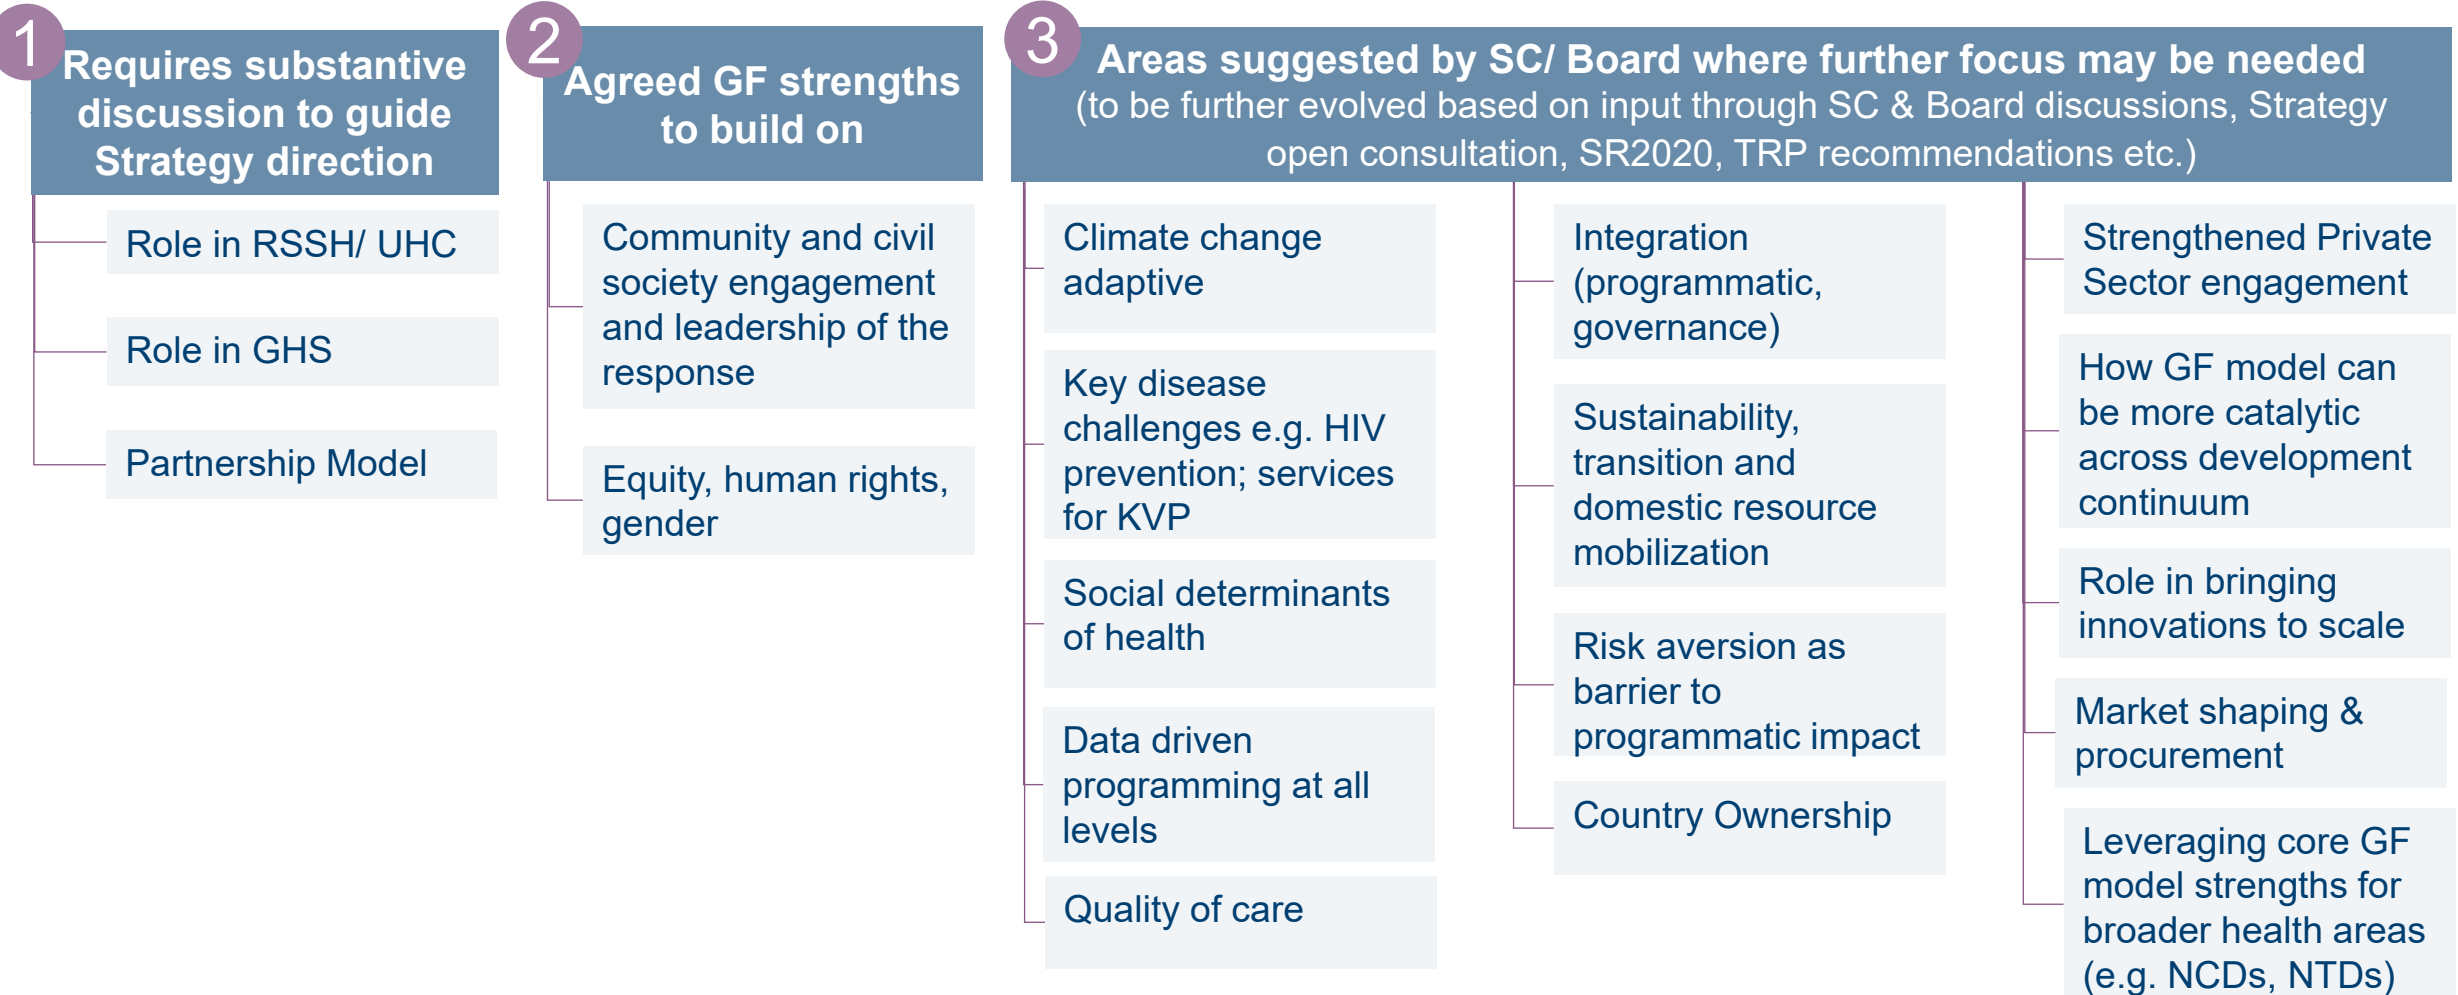 1
Requires substantive
discussion to guide
Strategy direction
Role in RSSH/ UHC
Role in GHS
Partnership Model
2
Agreed GF strengths
to build on
Community and civil
society engagement
and leadership of the
response
Equity, human rights,
gender
3
Areas suggested by SC/ Board where further focus may be needed
(to be further evolved based on input through SC & Board discussions, Strategy
open consultation, SR2020, TRP recommendations etc.)
Climate change
adaptive
Key disease
challenges e.g. HIV
prevention; services
for KVP
Social determinants
of health
Data driven
programming at all
levels
Quality of care
Integration
(programmatic,
governance)
Sustainability,
transition and
domestic resource
mobilization
Risk aversion as
barrier to
programmatic impact
Country Ownership
Strengthened Private
Sector engagement
How GF model can
be more catalytic
across development
continuum
Role in bringing
innovations to scale
Market shaping &
procurement
Leveraging core GF
model strengths for
broader health areas
(e.g. NCDs, NTDs)